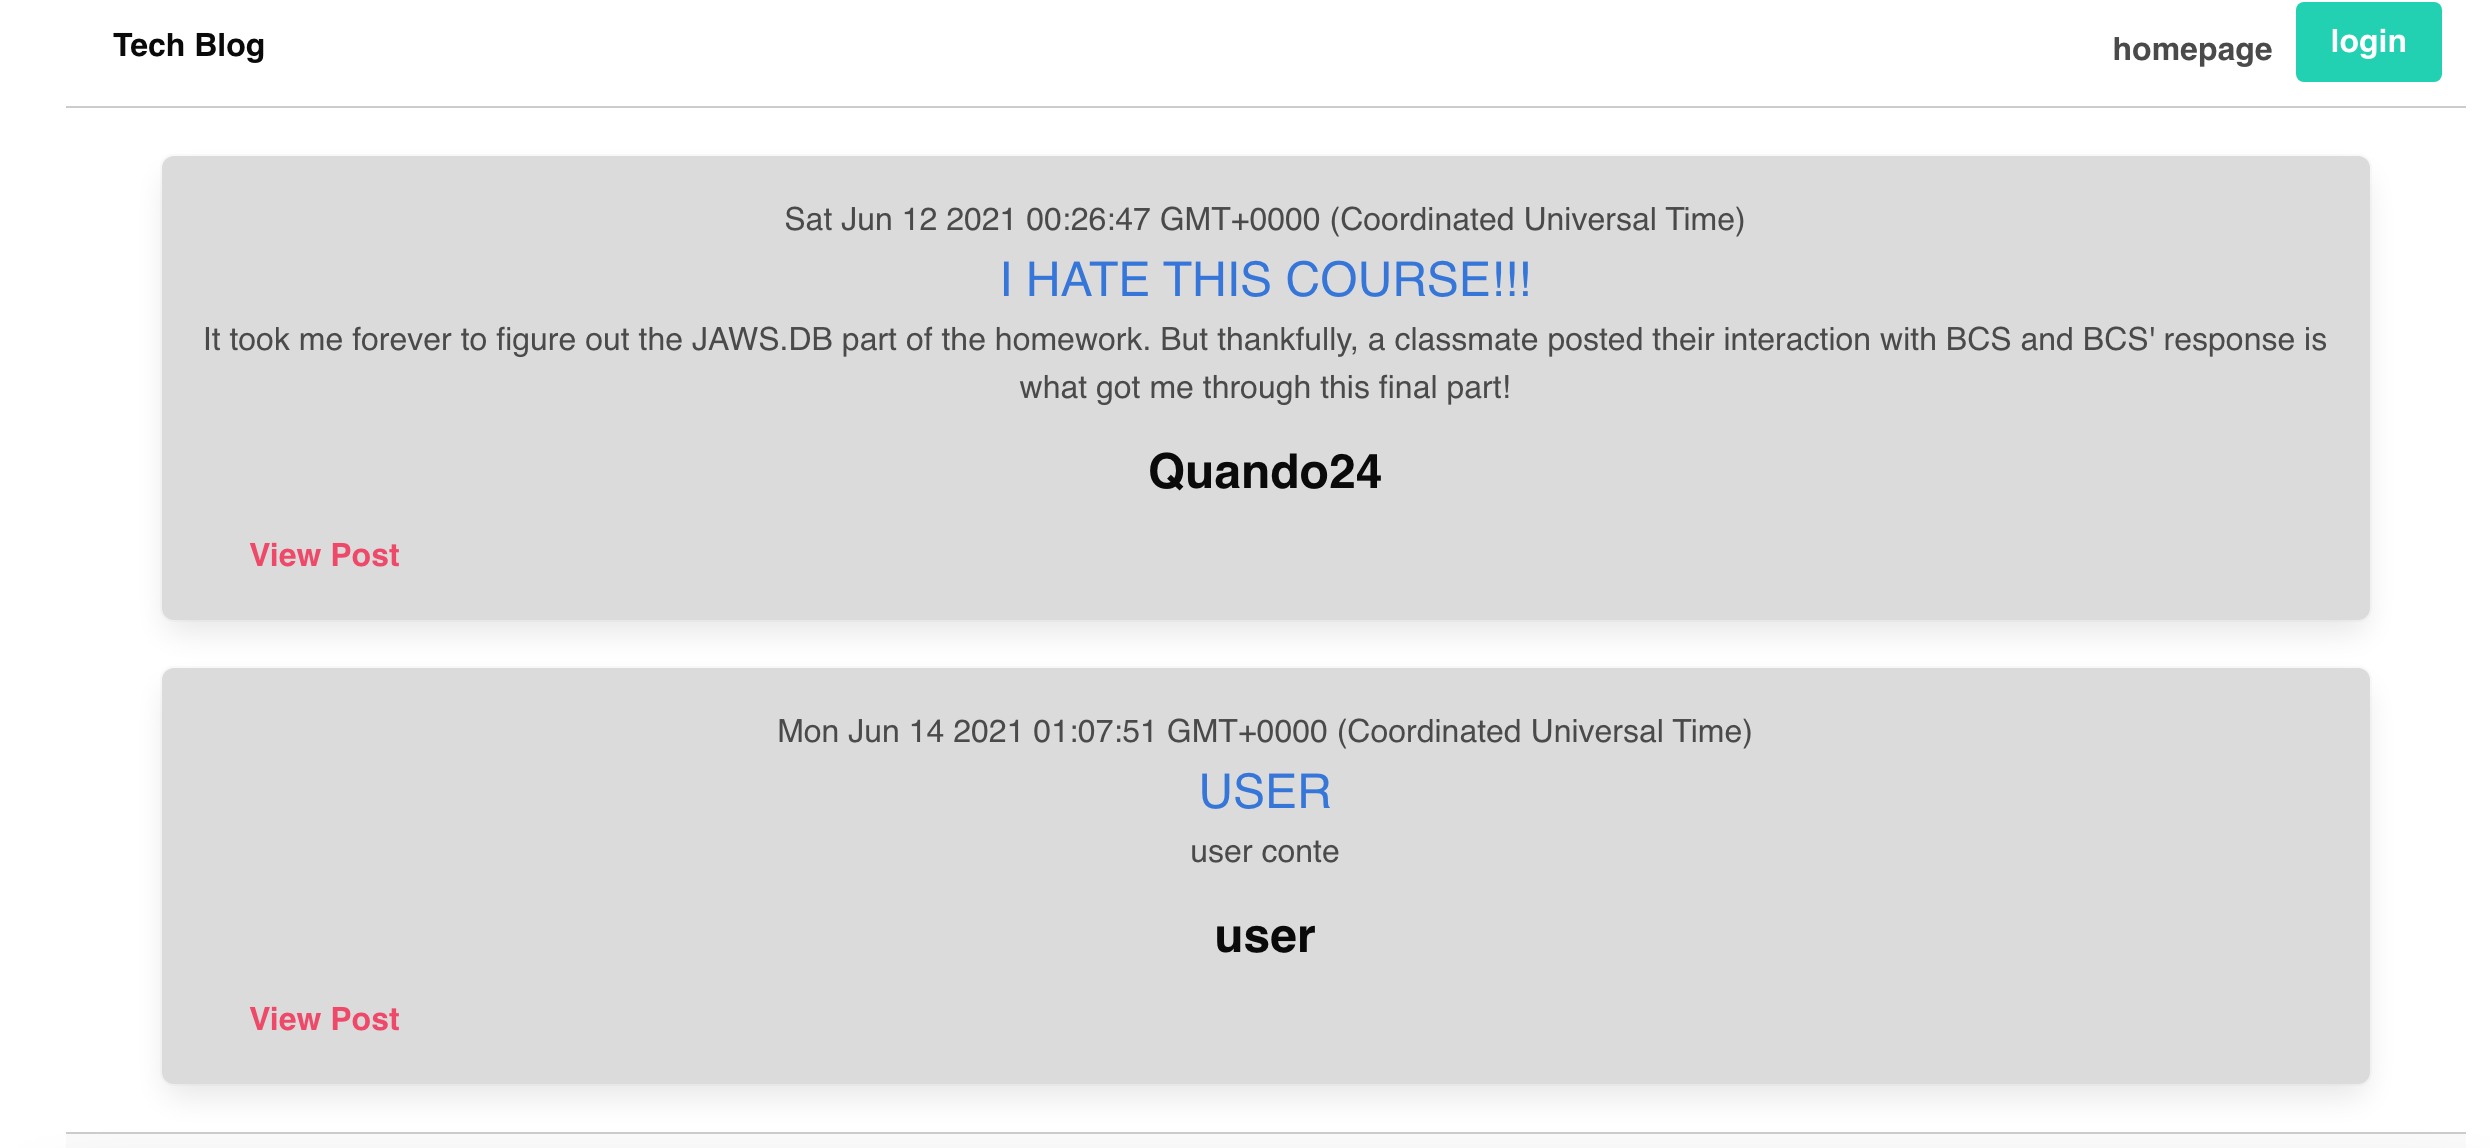 Tech Blog
homepage
login
Sat Jun 12 2021 00:26:47 GMT+0000 (Coordinated Universal Time)
I HATE THIS COURSE!!!
It took me forever to figure out the JAWS.DB part of the homework. But thankfully, a classmate posted their interaction with BCS and BCS' response is
what got me through this final part!
Quando24
View Post
Mon Jun 14 2021 01:07:51 GMT+0000 (Coordinated Universal Time)
USER
user conte
user
View Post